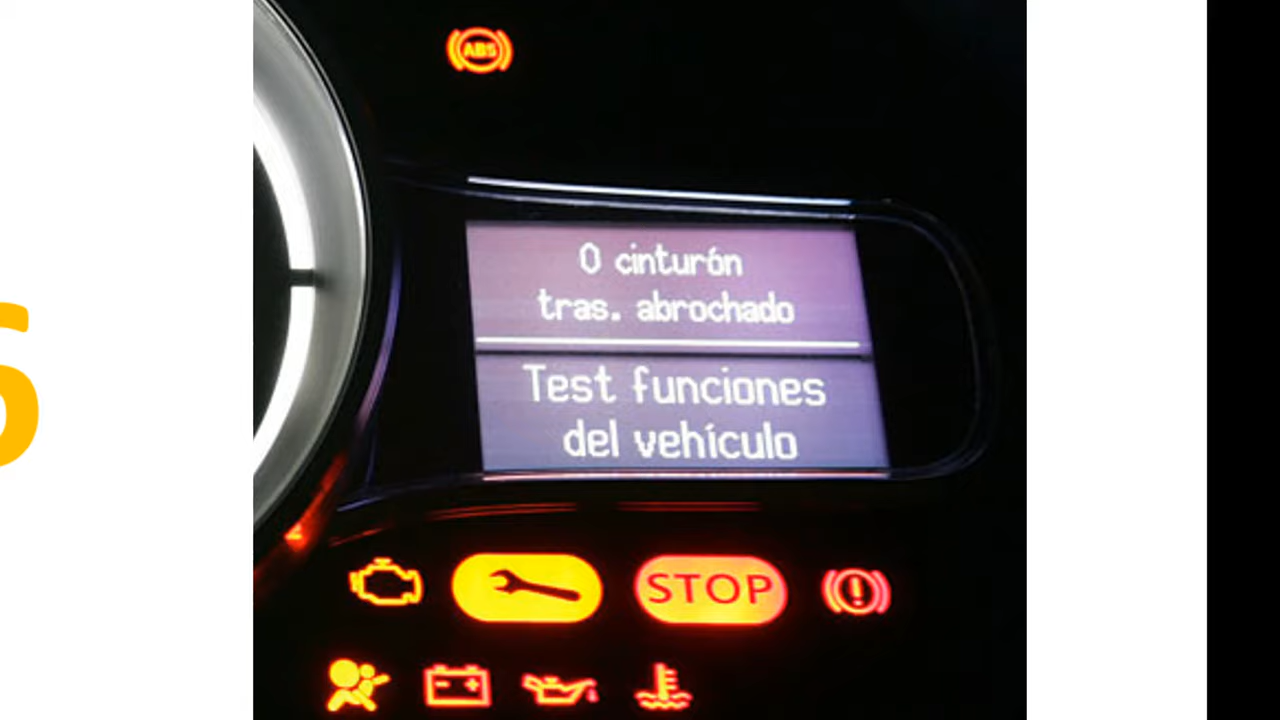 ABS
0 cinturón
tras. abrochado
Test funciones
del vehículo
STOP